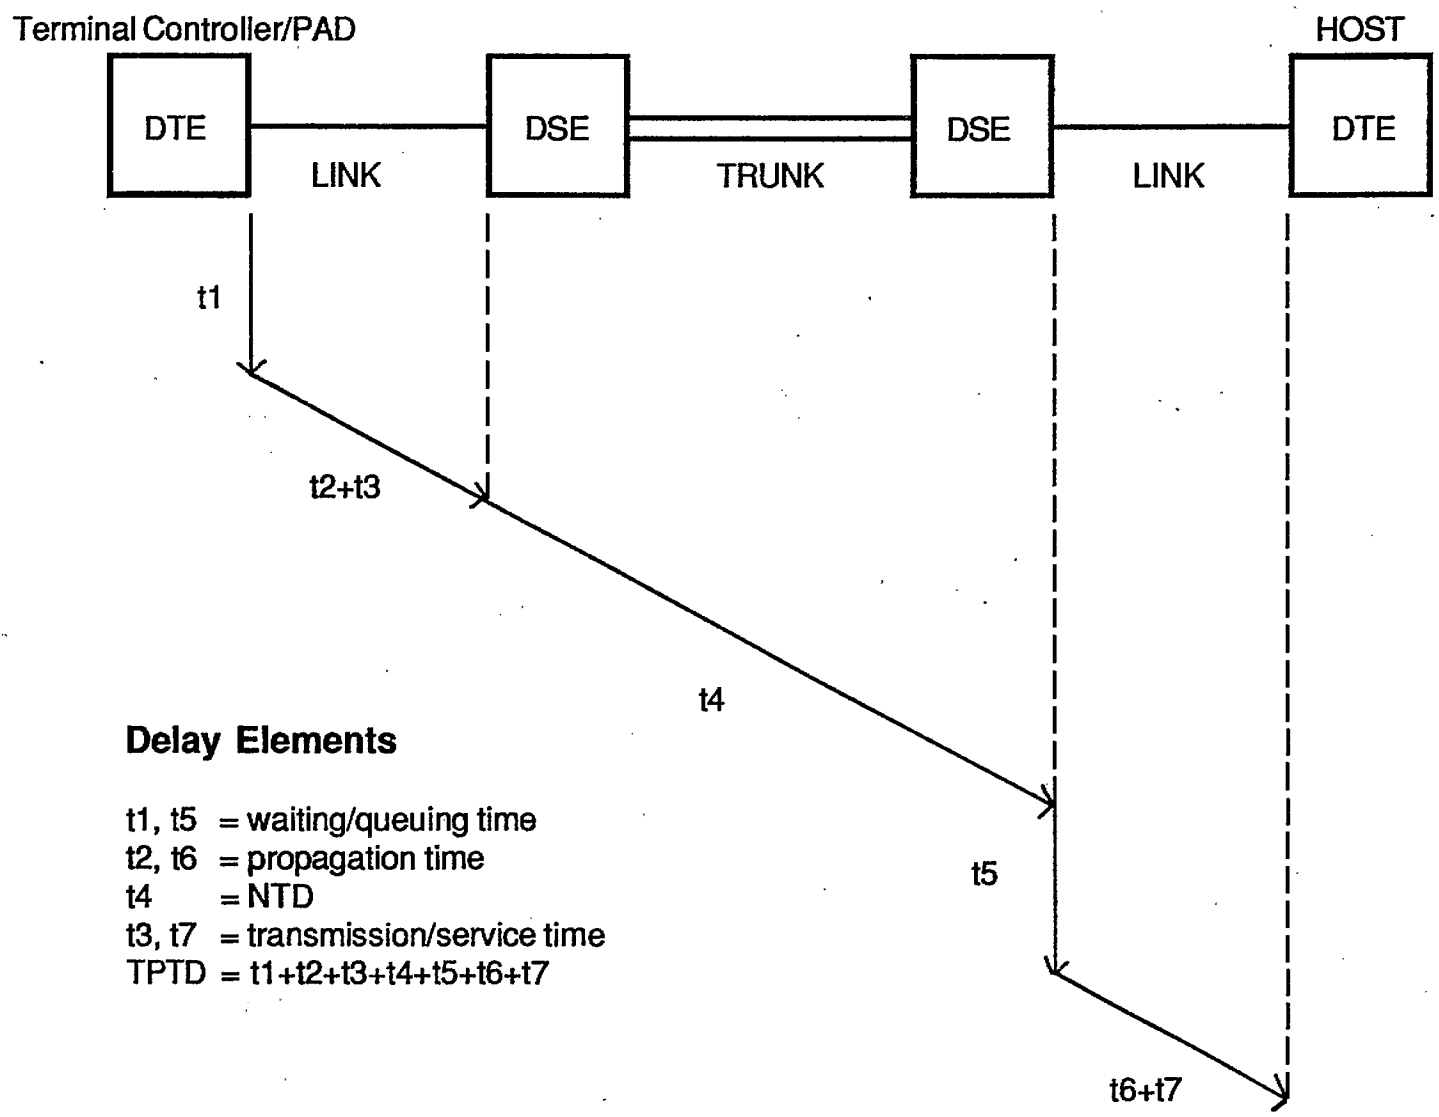 Terminal Controller/PAD
HOST
DTE
DSE
DSE
DTE
LINK
TRUNK
LINK
t1
t2+t3
t4
t5
t6+t7
Delay Elements
t1, t5 = waiting/queuing time
t2, t6 = propagation time
t4 = NTD
t3, t7 = transmission/service time
TPTD = t1+t2+t3+t4+t5+t6+t7